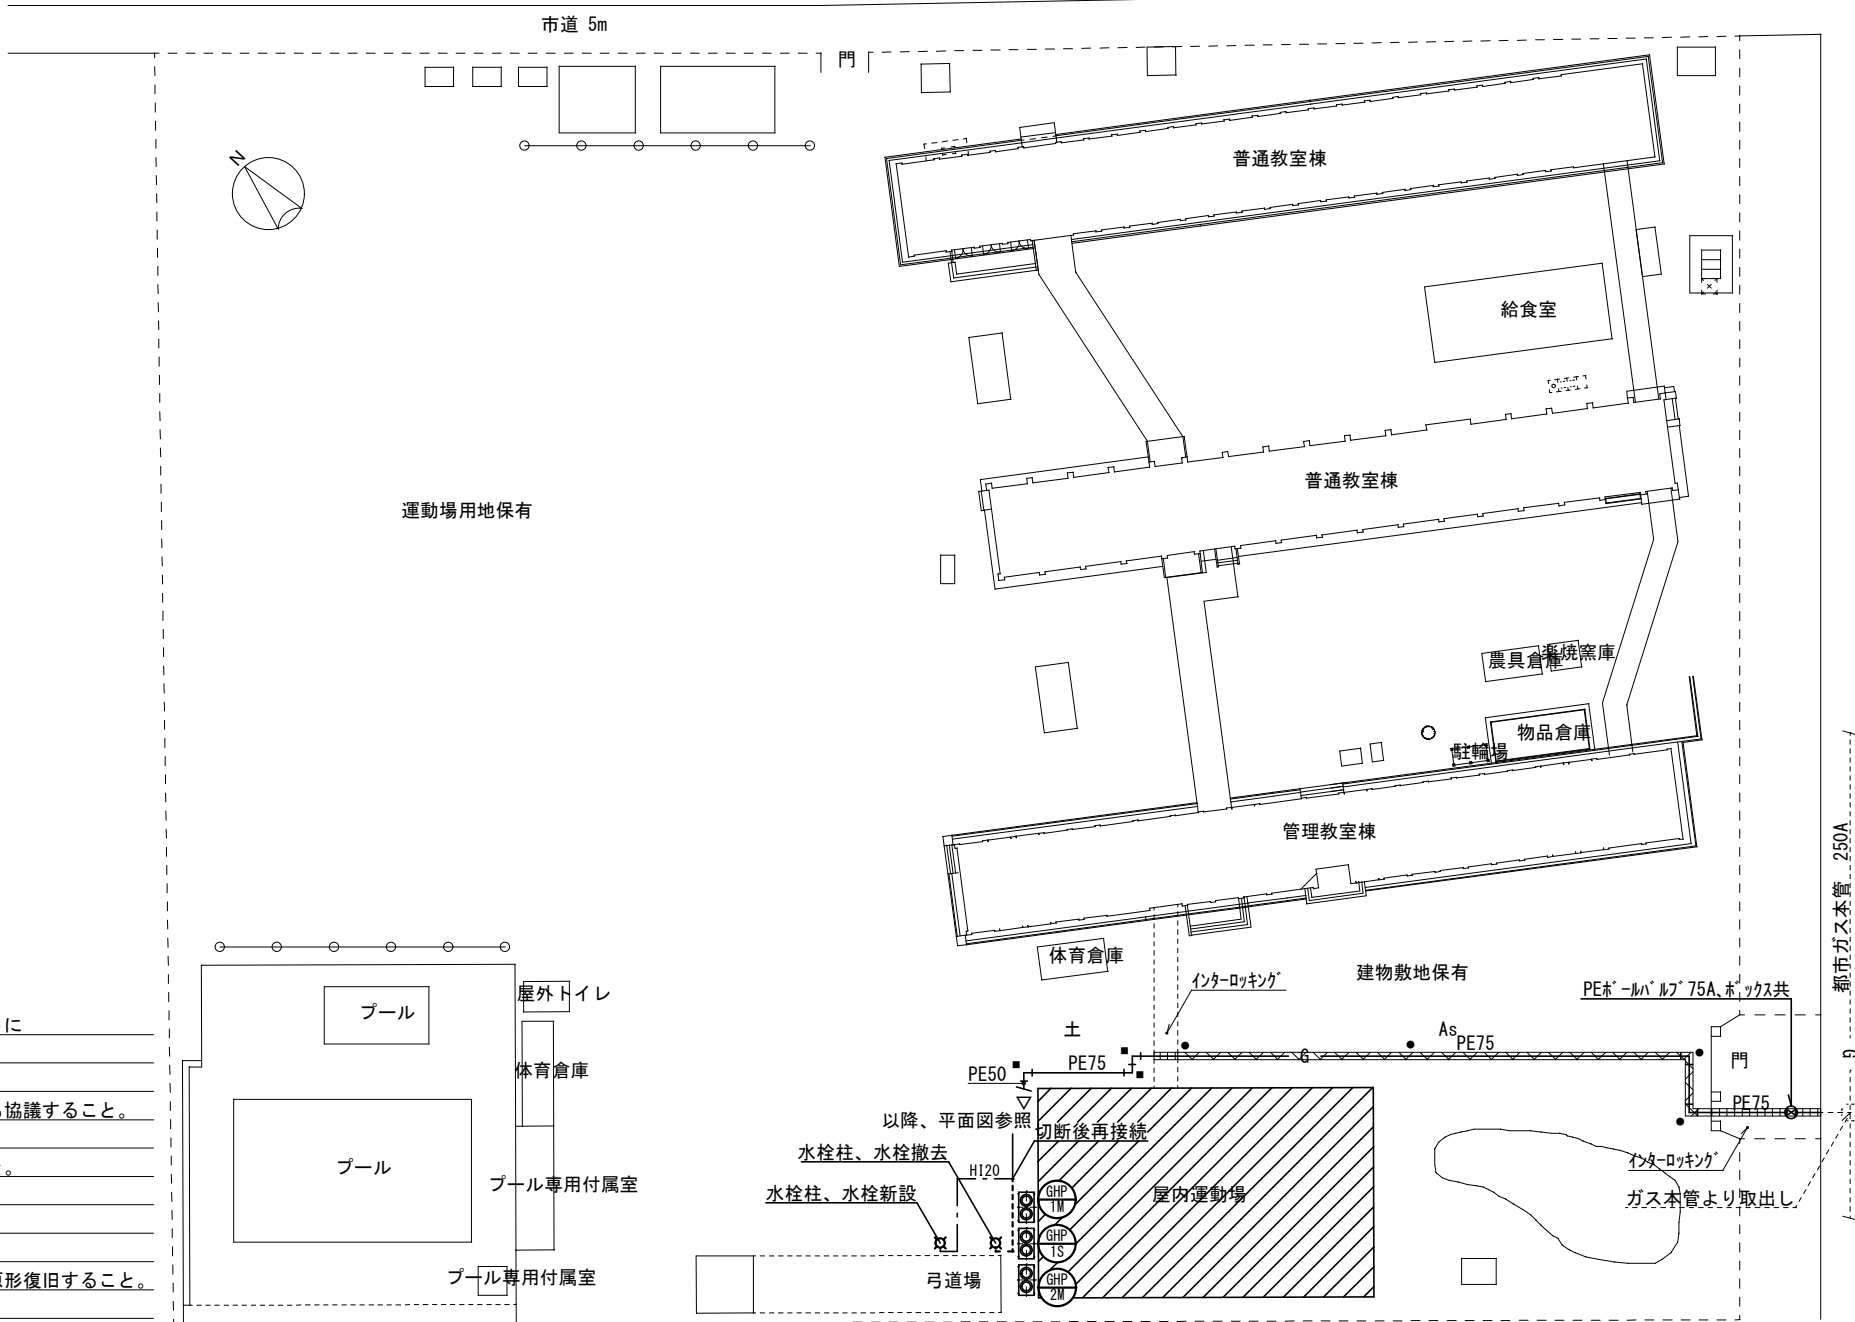 市道 5m
門
N
普通教室棟
給食室
普通教室棟
運動場用地保有
農具倉庫
楽焼窯庫
物品倉庫
駐輪場
管理教室棟
都市ガス本管 250A
G
体育倉庫
建物敷地保有
インターロッキング
PEボールバルブ75A、ボックス共
屋外トイレ
プール
に
土
As
PE75
G
PE75
門
PE50
体育倉庫
PE75
協議すること。
以降、平面図参照
切断後再接続
水栓柱、水栓撤去
HI20
インターロッキング
プール
。
プール専用付属室
水栓柱、水栓新設
GHP
1M
屋内運動場
ガス本管より取出し
GHP
1S
プール専用付属室
弓道場
GHP
2M
形復旧すること。